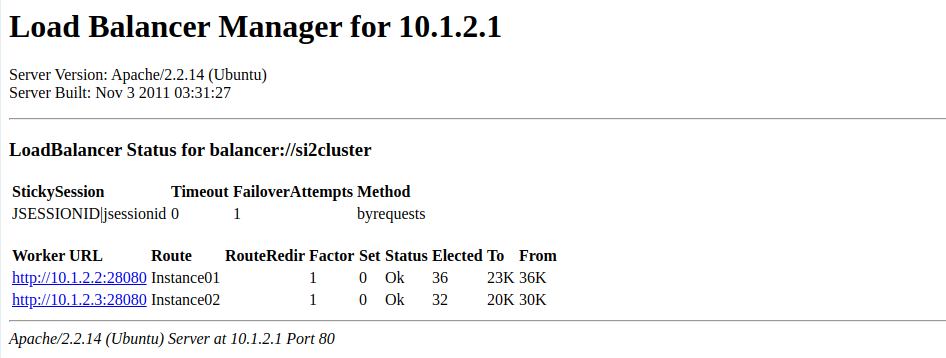 Load Balancer Manager for 10.1.2.1
Server Version: Apache/2.2.14 (Ubuntu)
Server Built: Nov 3 2011 03:31:27
LoadBalancer Status for balancer://si2cluster
StickySession Timeout FailoverAttempts Method
JSESSIONID|jsessionid 0 1 byrequests
Worker URL Route RouteRedir Factor Set Status Elected To From
http://10.1.2.2:28080 Instance01 1 0 Ok 36 23K 36K
http://10.1.2.3:28080 Instance02 1 0 Ok 32 20K 30K
Apache/2.2.14 (Ubuntu) Server at 10.1.2.1 Port 80